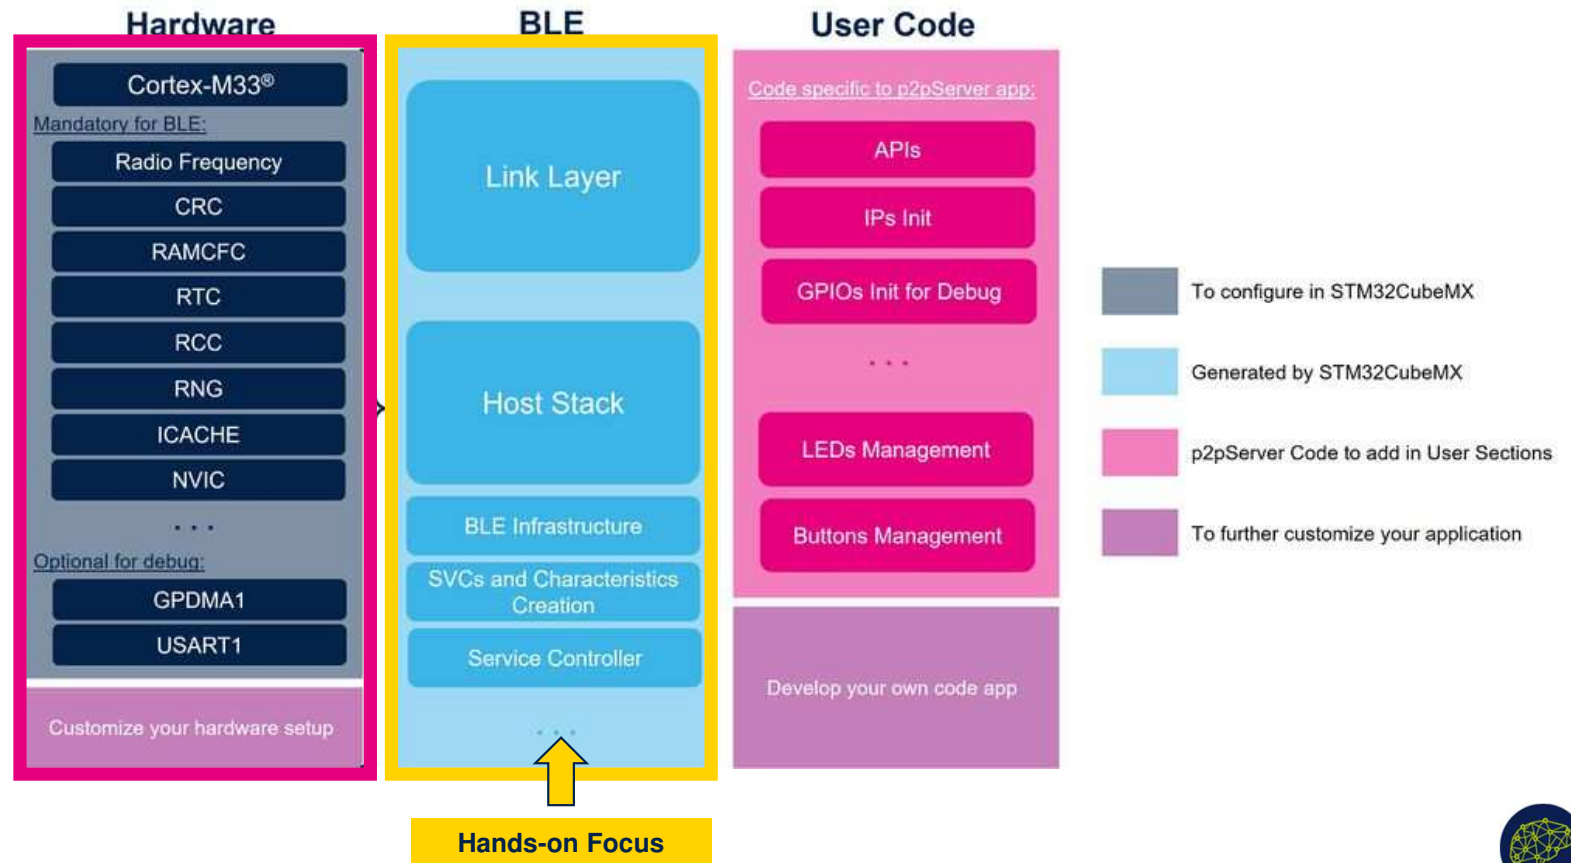 Hardware
Cortex-M33®
Mandatory for BLE:
Radio Frequency
CRC
RAMCFC
RTC
RCC
RNG
ICACHE
NVIC
...
Optional for debug:
GPDMA1
USART1
Customize your hardware setup
BLE
Link Layer
Host Stack
BLE Infrastructure
SVCs and Characteristics
Creation
Service Controller
...
Hands-on Focus
User Code
Code specific to p2pServer app:
APIs
IPs Init
GPIOs Init for Debug
...
LEDs Management
Buttons Management
Develop your own code app
To configure in STM32CubeMX
Generated by STM32CubeMX
p2pServer Code to add in User Sections
To further customize your application